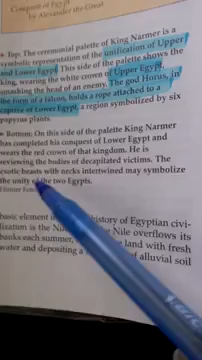 Conquest of Egypt
by Alexander the Great
• Top: The ceremonial palette of King Narmer is a
symbolic representation of the unification of Upper
and Lower Egypt. This side of the palette shows the
king, wearing the white crown of Upper Egypt,
smashing the head of an enemy. The god Horus, in
the form of a falcon, holds a rope attached to a
captive of Lower Egypt, a region symbolized by six
papyrus plants.
• Bottom: On this side of the palette King Narmer
has completed his conquest of Lower Egypt and
wears the red crown of that kingdom. He is
reviewing the bodies of decapitated victims. The
exotic beasts with necks intertwined may symbolize
the unity of the two Egypts.
basic element in history of Egyptian civi-
lization is the Nile The Nile overflows its
banks each summer, land with fresh
water and depositing a of alluvial soil